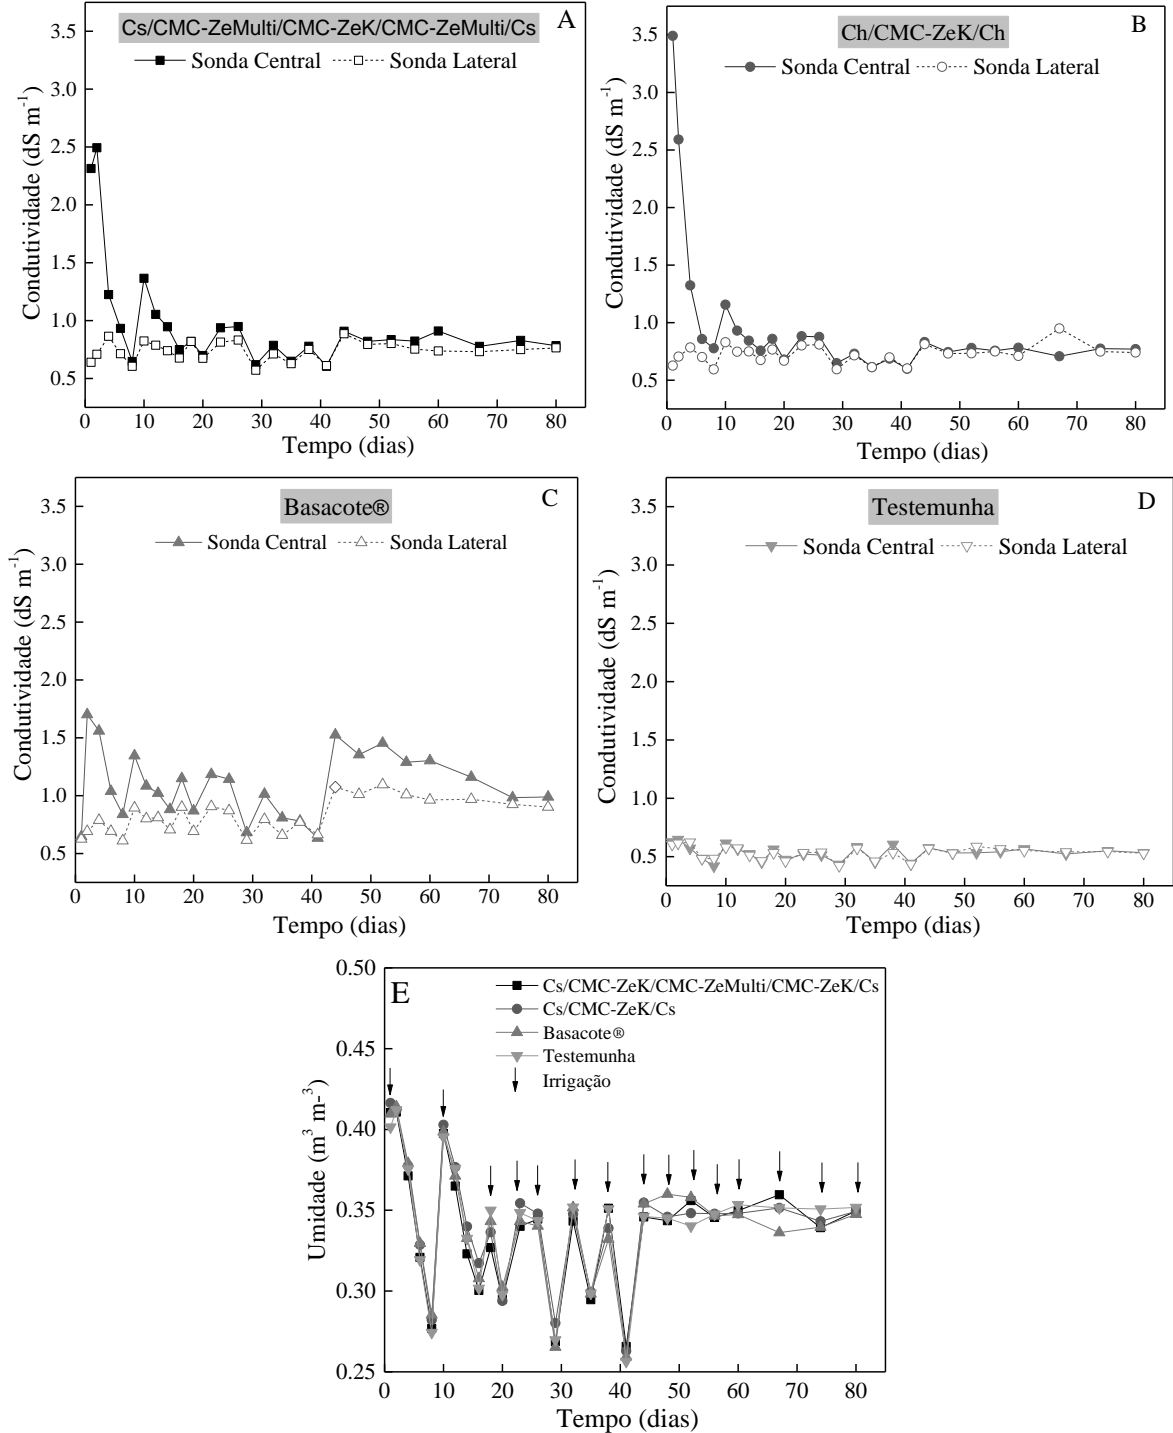 Cs/CMC-ZeMulti/CMC-ZeK/CMC-ZeMulti/Cs
A
Sonda Central
Sonda Lateral
Condutividade (dS m-1)
3.5
3.0
2.5
2.0
1.5
1.0
0.5
0 10 20 30 40 50 60 70 80
Tempo (dias)
Ch/CMC-ZeK/Ch
B
Sonda Central
Sonda Lateral
Condutividade (dS m-1)
3.5
3.0
2.5
2.0
1.5
1.0
0.5
0 10 20 30 40 50 60 70 80
Tempo (dias)
Basacote®
C
Sonda Central
Sonda Lateral
Condutividade (dS m-1)
3.5
3.0
2.5
2.0
1.5
1.0
0.5
0 10 20 30 40 50 60 70 80
Tempo (dias)
Testemunha
D
Sonda Central
Sonda Lateral
Condutividade (dS m-1)
3.5
3.0
2.5
2.0
1.5
1.0
0.5
0 10 20 30 40 50 60 70 80
Tempo (dias)
E
Cs/CMC-ZeK/CMC-ZeMulti/CMC-ZeK/Cs
Cs/CMC-ZeK/Cs
Basacote®
Testemunha
Irrigação
Umidade (m3 m-3)
0.50
0.45
0.40
0.35
0.30
0.25
0 10 20 30 40 50 60 70 80
Tempo (dias)